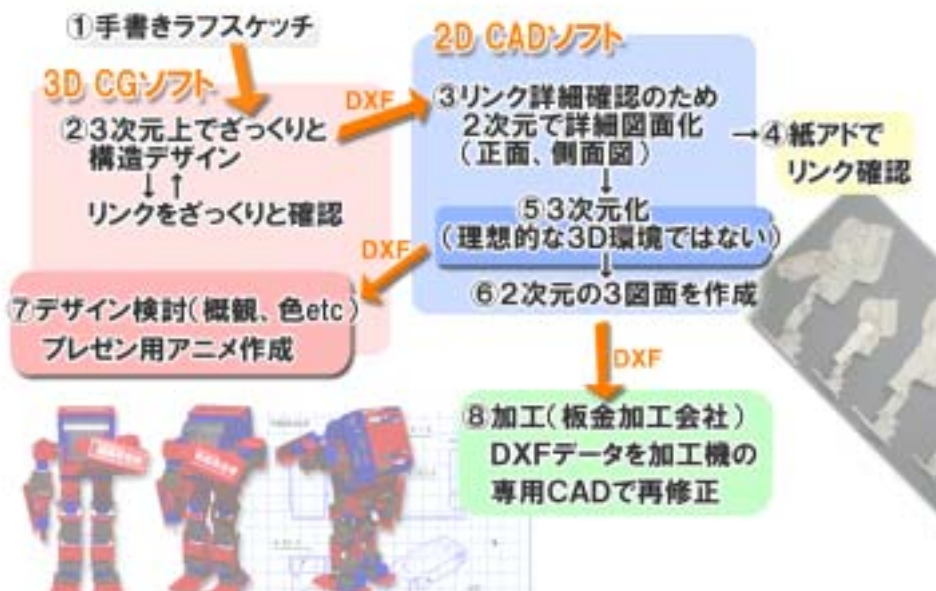 ①手書きラフスケッチ
3D CGソフト
②3次元上でざっくりと
構造デザイン
↓↑
リンクをざっくりと確認
DXF
2D CADソフト
③リンク詳細確認のため
2次元で詳細図面化
(正面、側面図)
→④紙アドで
リンク確認
↓
⑤3次元化
(理想的な3D環境ではない)
↓
⑥2次元の3図面を作成
DXF
⑦デザイン検討(概観、色etc)
プレゼン用アニメ作成
DXF
⑧加工(板金加工会社)
DXFデータを加工機の
専用CADで再修正